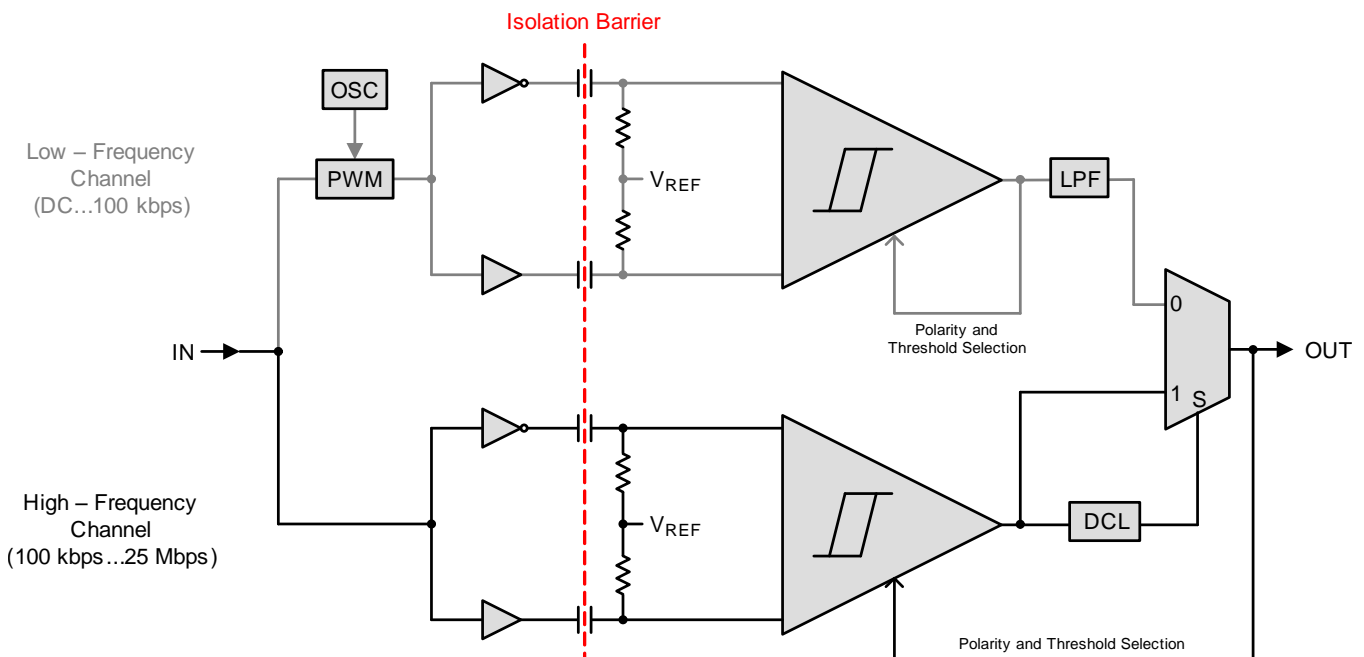 Isolation Barrier
OSC
Low – Frequency
Channel
(DC...100 kbps)
PWM
VREF
LPF
0
Polarity and
Threshold Selection
IN
OUT
1
S
High – Frequency
Channel
(100 kbps...25 Mbps)
VREF
DCL
Polarity and Threshold Selection